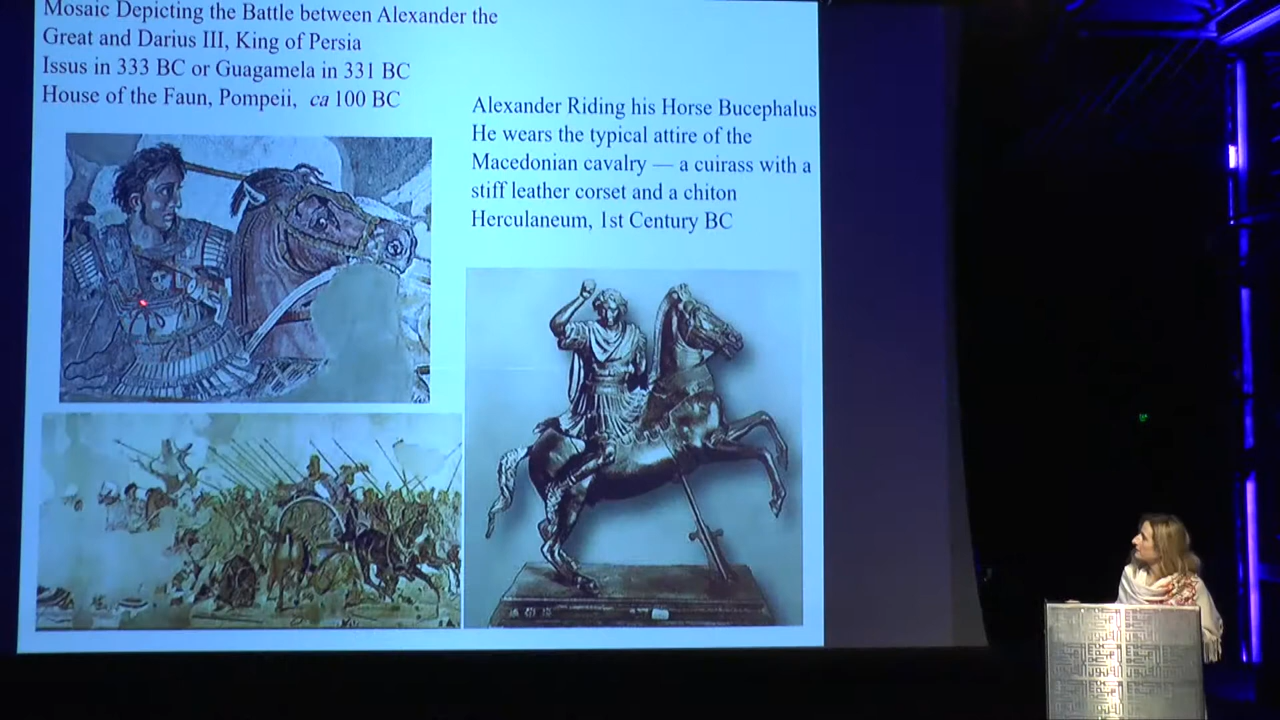 Mosaic Depicting the Battle between Alexander the
Great and Darius III, King of Persia
Issus in 333 BC or Guagamela in 331 BC
House of the Faun, Pompeii, ca 100 BC
Alexander Riding his Horse Bucephalus
He wears the typical attire of the
Macedonian cavalry — a cuirass with a
stiff leather corset and a chiton
Herculaneum, 1st Century BC